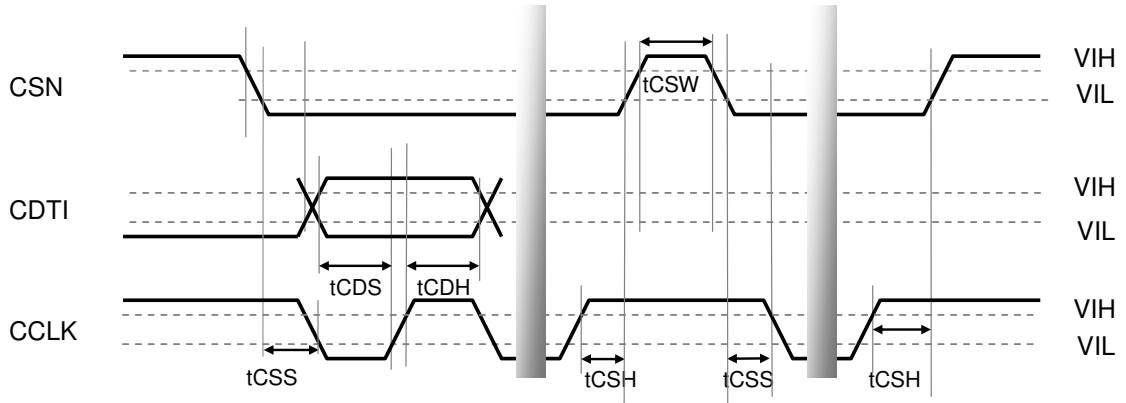 CSN
tCSW
VIH
VIL
CDTI
VIH
VIL
tCDS
tCDH
CCLK
VIH
VIL
tCSS
tCSH
tCSS
tCSH